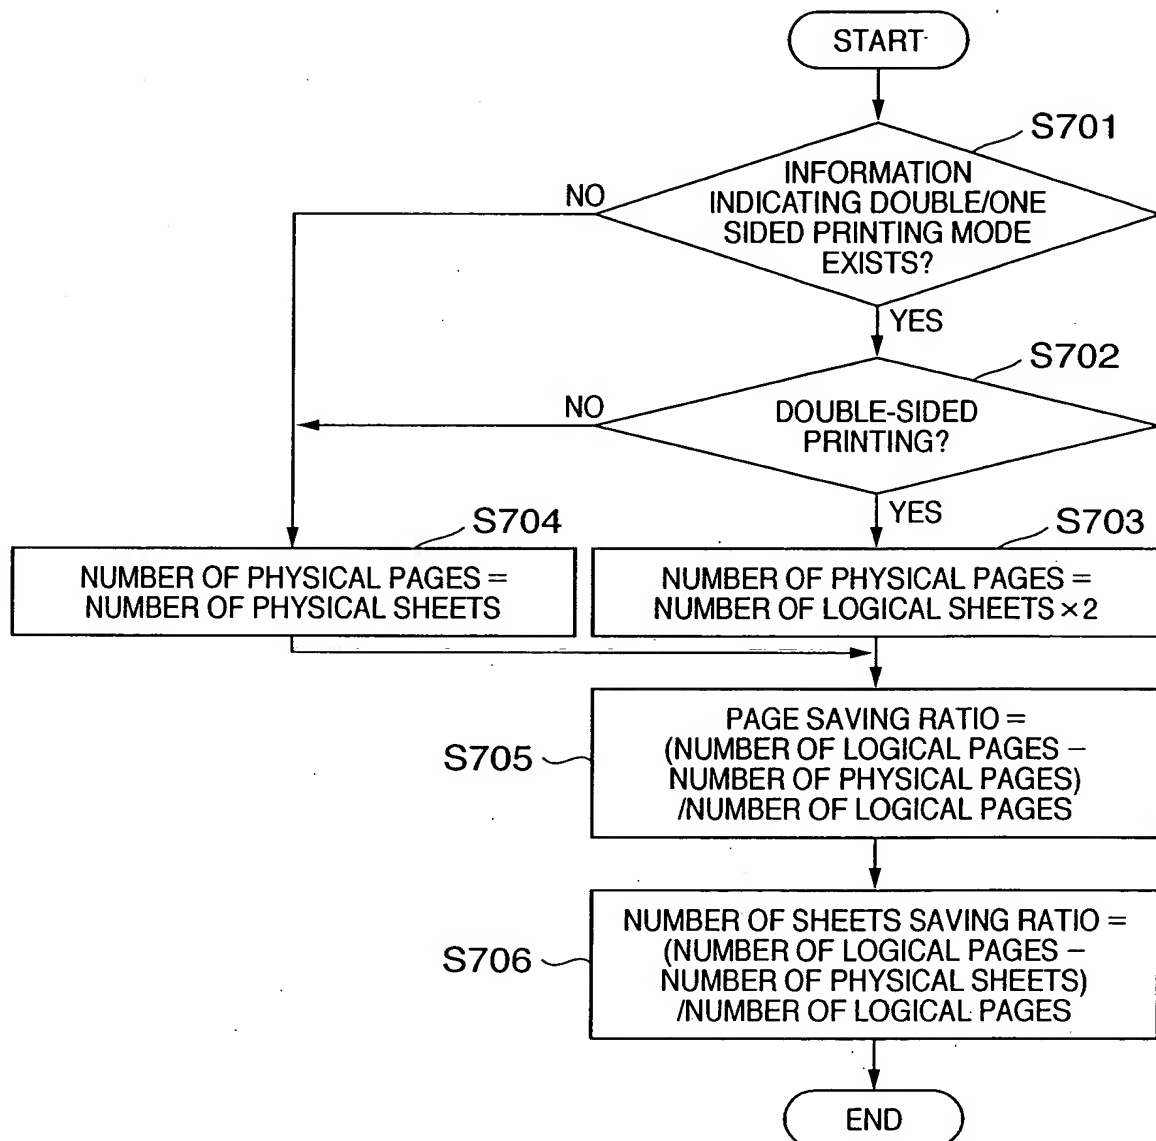 START
S701
INFORMATION
INDICATING DOUBLE/ONE
SIDED PRINTING MODE
EXISTS?
NO
YES
S702
DOUBLE-SIDED
PRINTING?
NO
YES
S704
NUMBER OF PHYSICAL PAGES =
NUMBER OF PHYSICAL SHEETS
S703
NUMBER OF PHYSICAL PAGES =
NUMBER OF LOGICAL SHEETS ×2
S705
PAGE SAVING RATIO =
(NUMBER OF LOGICAL PAGES –
NUMBER OF PHYSICAL PAGES)
/NUMBER OF LOGICAL PAGES
S706
NUMBER OF SHEETS SAVING RATIO =
(NUMBER OF LOGICAL PAGES –
NUMBER OF PHYSICAL SHEETS)
/NUMBER OF LOGICAL PAGES
END